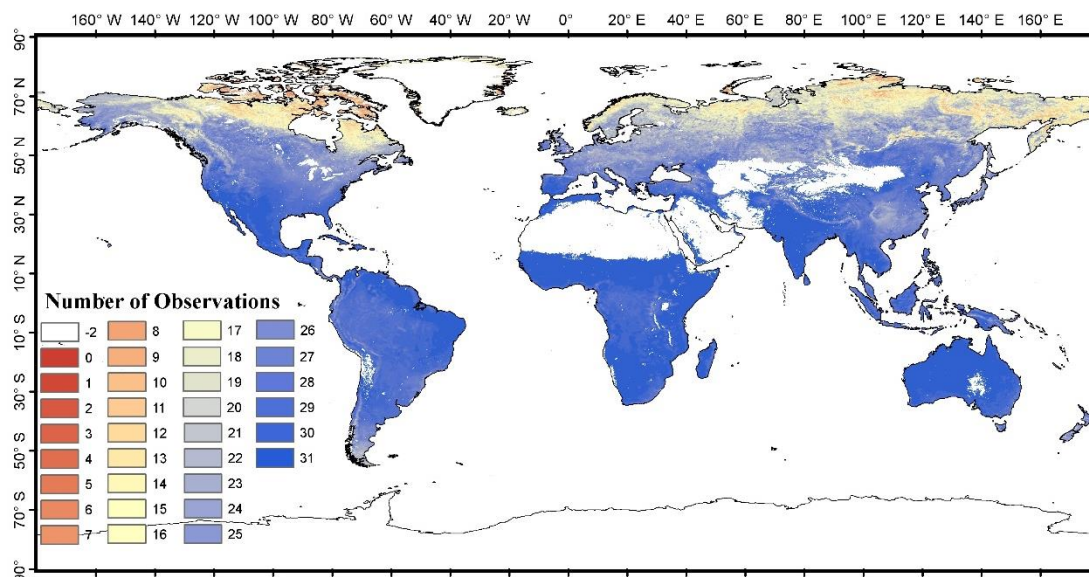 160° W 140° W 120° W 100° W 80° W 60° W 40° W 20° W 0° 20° E 40° E 60° E 80° E 100° E 120° E 140° E 160° E
90°
70° N
50° N
30° N
10° N
10° S
30° S
50° S
70° S
90°
Number of Observations
-2 8 17 26
0 9 18 27
1 10 19 28
2 11 20 29
3 12 21 30
4 13 22 31
5 14 23
6 15 24
7 16 25